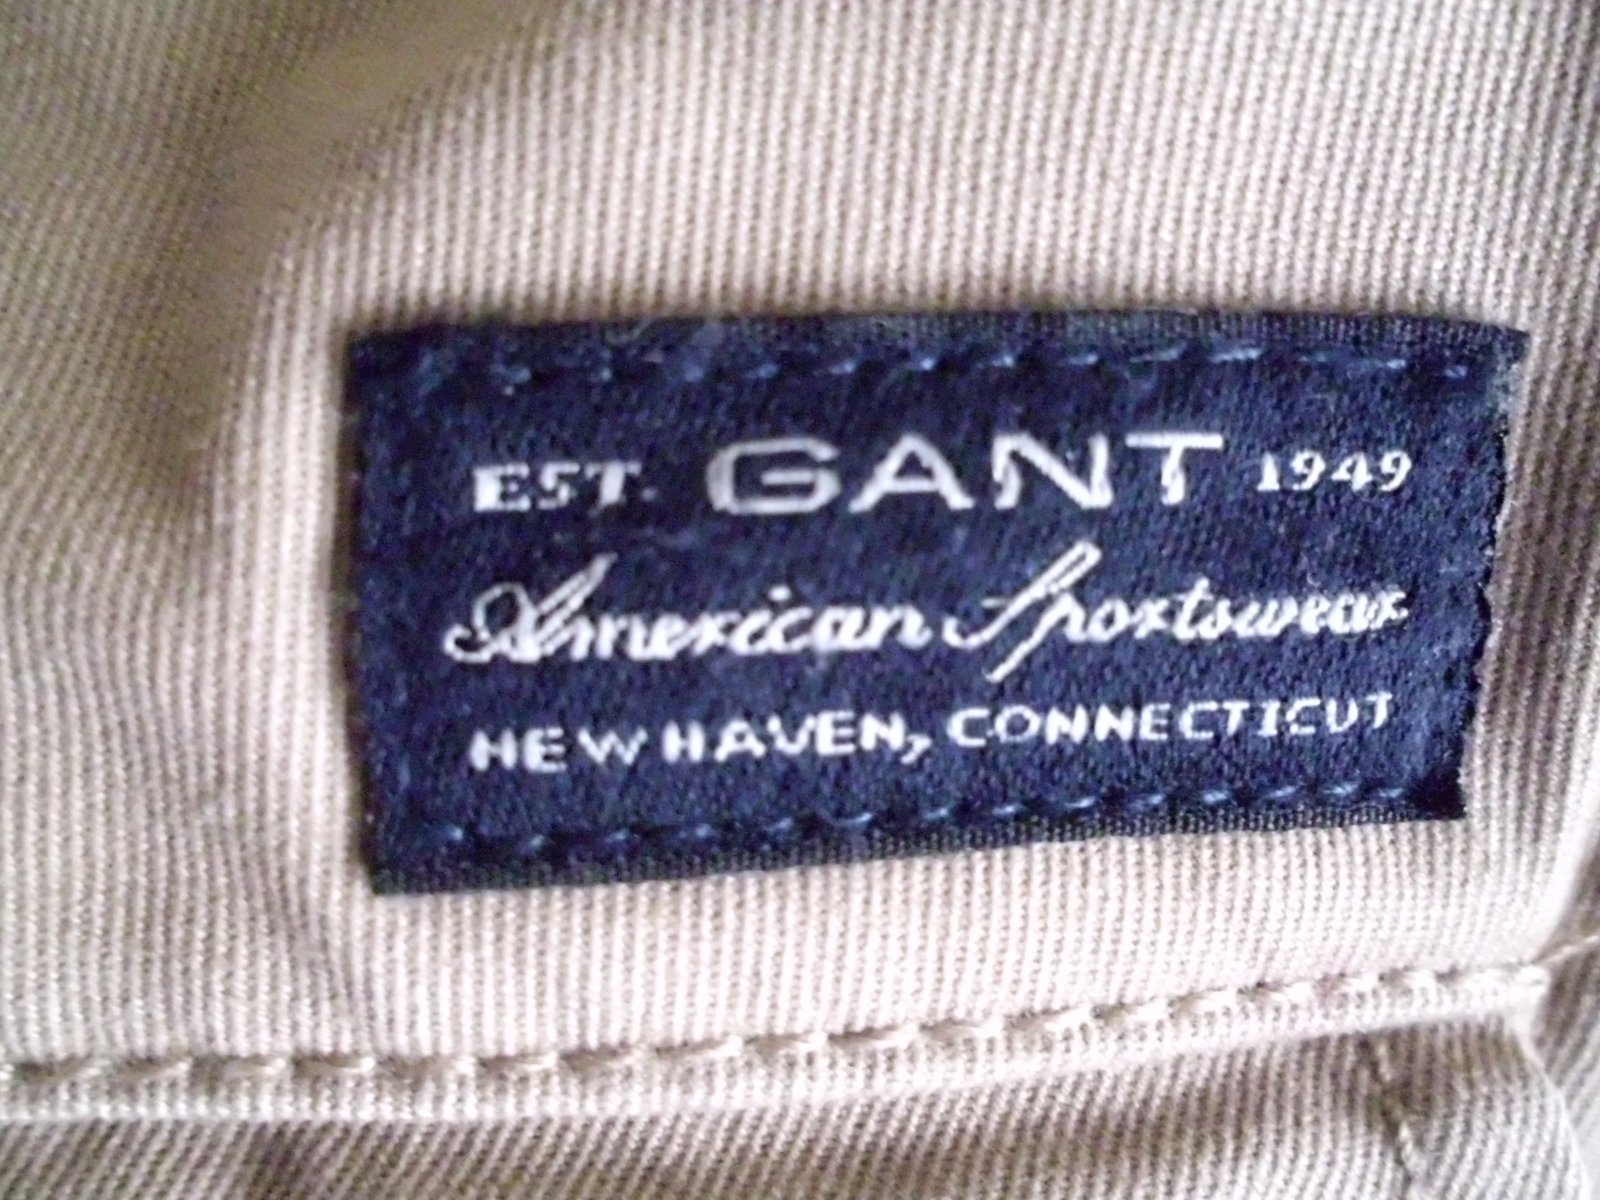 EST. GANT 1949
American Sportswear
NEW HAVEN, CONNECTICUT